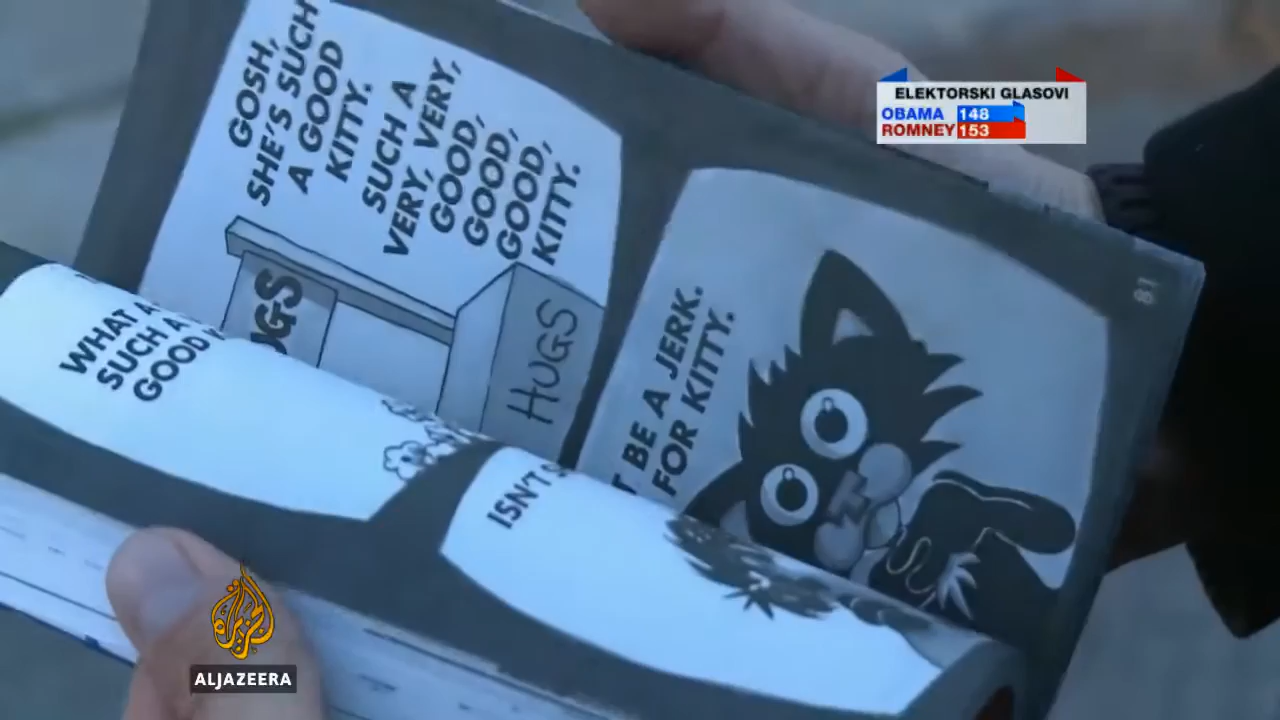 GOSH,
SHE'S SUCH
A GOOD
KITTY.
SUCH A
VERY, VERY,
GOOD,
GOOD,
GOOD,
KITTY.
HUGS
BE A JERK.
FOR KITTY.
81
WHAT A
SUCH A
GOOD
ISN'T
ELEKTORSKI GLASOVI
OBAMA 148
ROMNEY 153
الجزيرة
ALJAZEERA